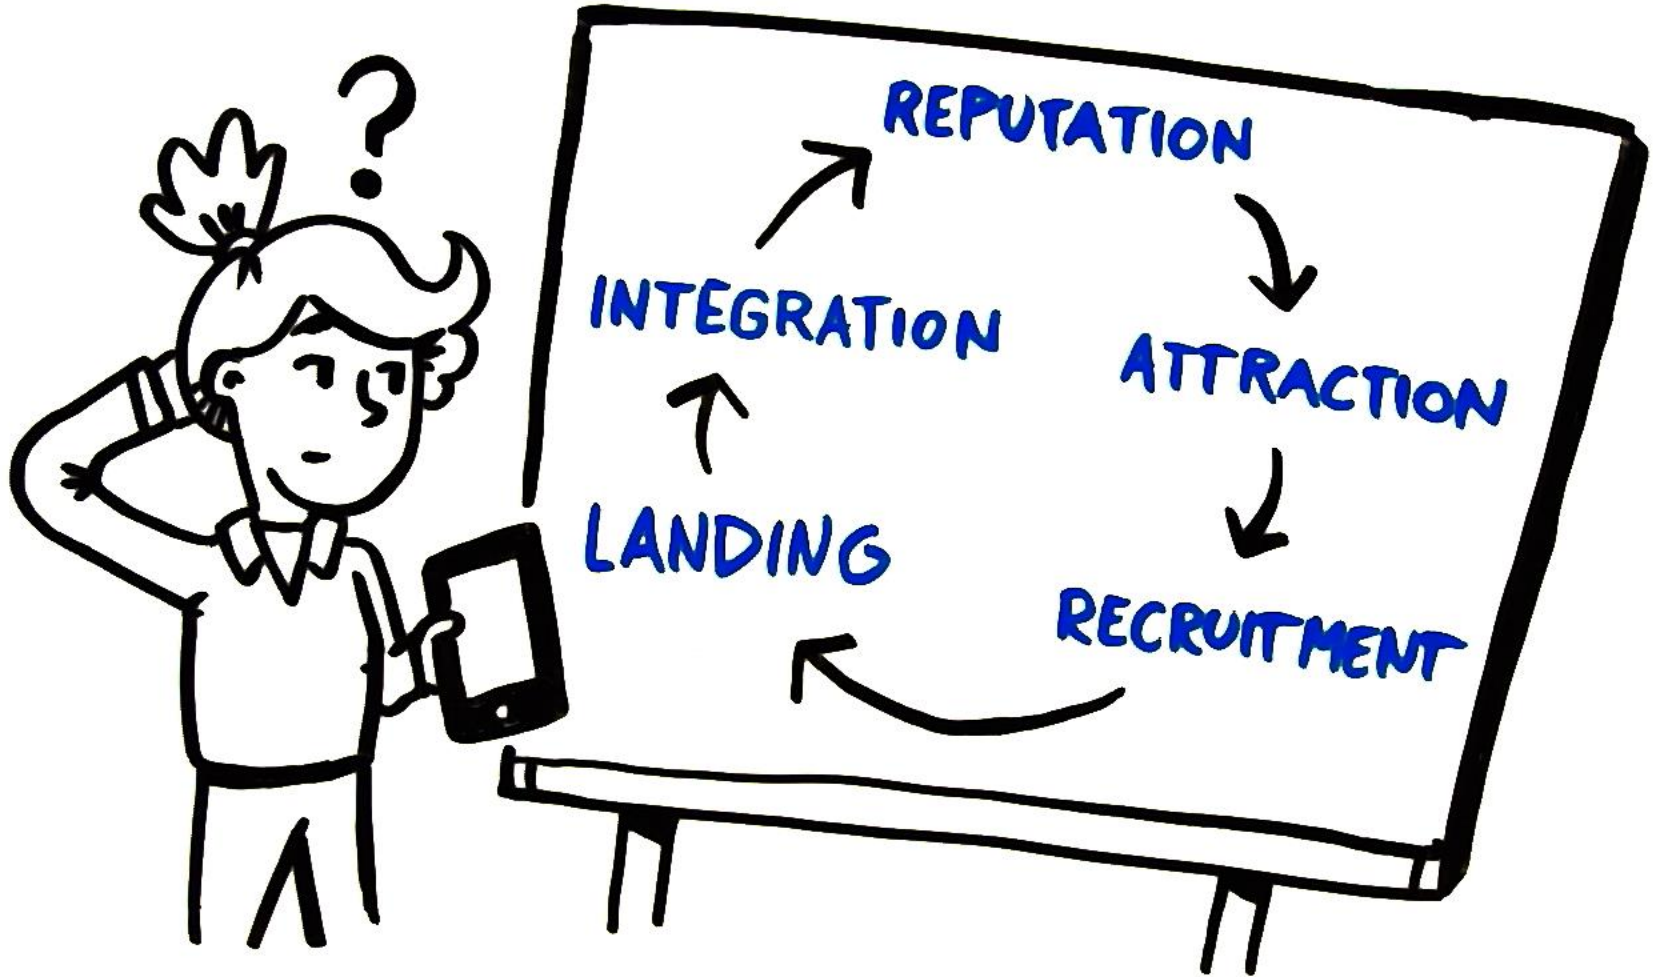 ?
REPUTATION
INTEGRATION
ATTRACTION
LANDING
RECRUITMENT